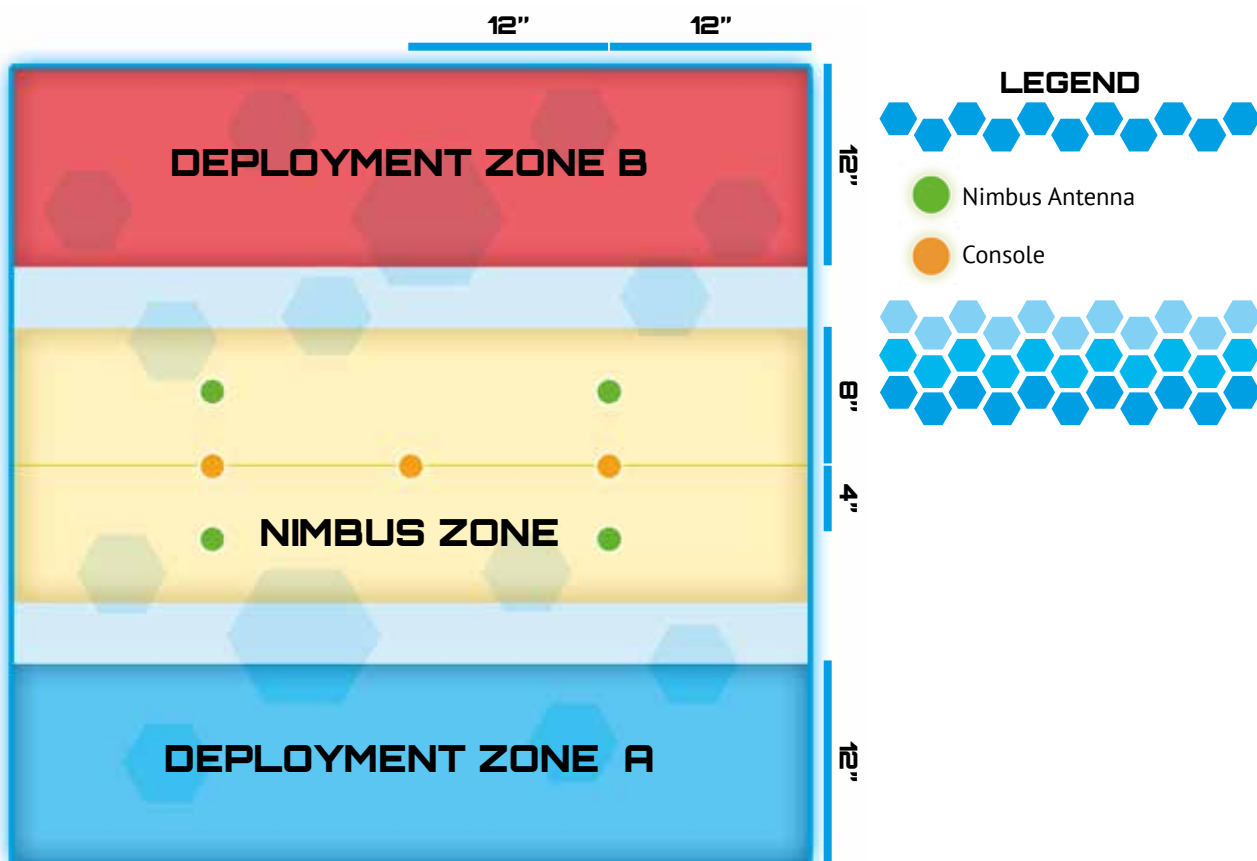 12” 12”
DEPLOYMENT ZONE B
12”
8”
4”
NIMBUS ZONE
DEPLOYMENT ZONE A
12”
LEGEND
Nimbus Antenna
Console